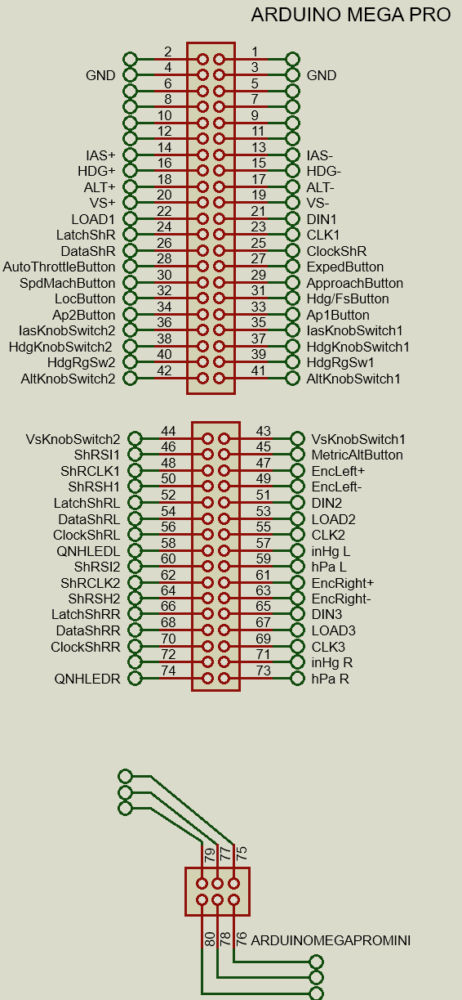 ARDUINO MEGA PRO
2 1
GND 4 3 GND
6 5
8 7
10 9
12 11
IAS+ 14 13 IAS-
HDG+ 16 15 HDG-
ALT+ 18 17 ALT-
VS+ 20 19 VS-
LOAD1 22 21 DIN1
LatchShR 24 23 CLK1
DataShR 26 25 ClockShR
AutoThrottleButton 28 27 ExpedButton
SpdMachButton 30 29 ApproachButton
LocButton 32 31 Hdg/FsButton
Ap2Button 34 33 Ap1Button
IasKnobSwitch2 36 35 IasKnobSwitch1
HdgKnobSwitch2 38 37 HdgKnobSwitch1
HdgRgSw2 40 39 HdgRgSw1
AltKnobSwitch2 42 41 AltKnobSwitch1
VsKnobSwitch2 44 43 VsKnobSwitch1
ShRSI1 46 45 MetricAltButton
ShRCLK1 48 47 EncLeft+
ShRSH1 50 49 EncLeft-
LatchShRL 52 51 DIN2
DataShRL 54 53 LOAD2
ClockShRL 56 55 CLK2
QNHLEDL 58 57 inHg L
ShRSI2 60 59 hPa L
ShRCLK2 62 61 EncRight+
ShRSH2 64 63 EncRight-
LatchShRR 66 65 DIN3
DataShRR 68 67 LOAD3
ClockShRR 70 69 CLK3
72 71 inHg R
QNHLEDR 74 73 hPa R
79 77 75
80 78 76 ARDUINOMEGAPROMINI